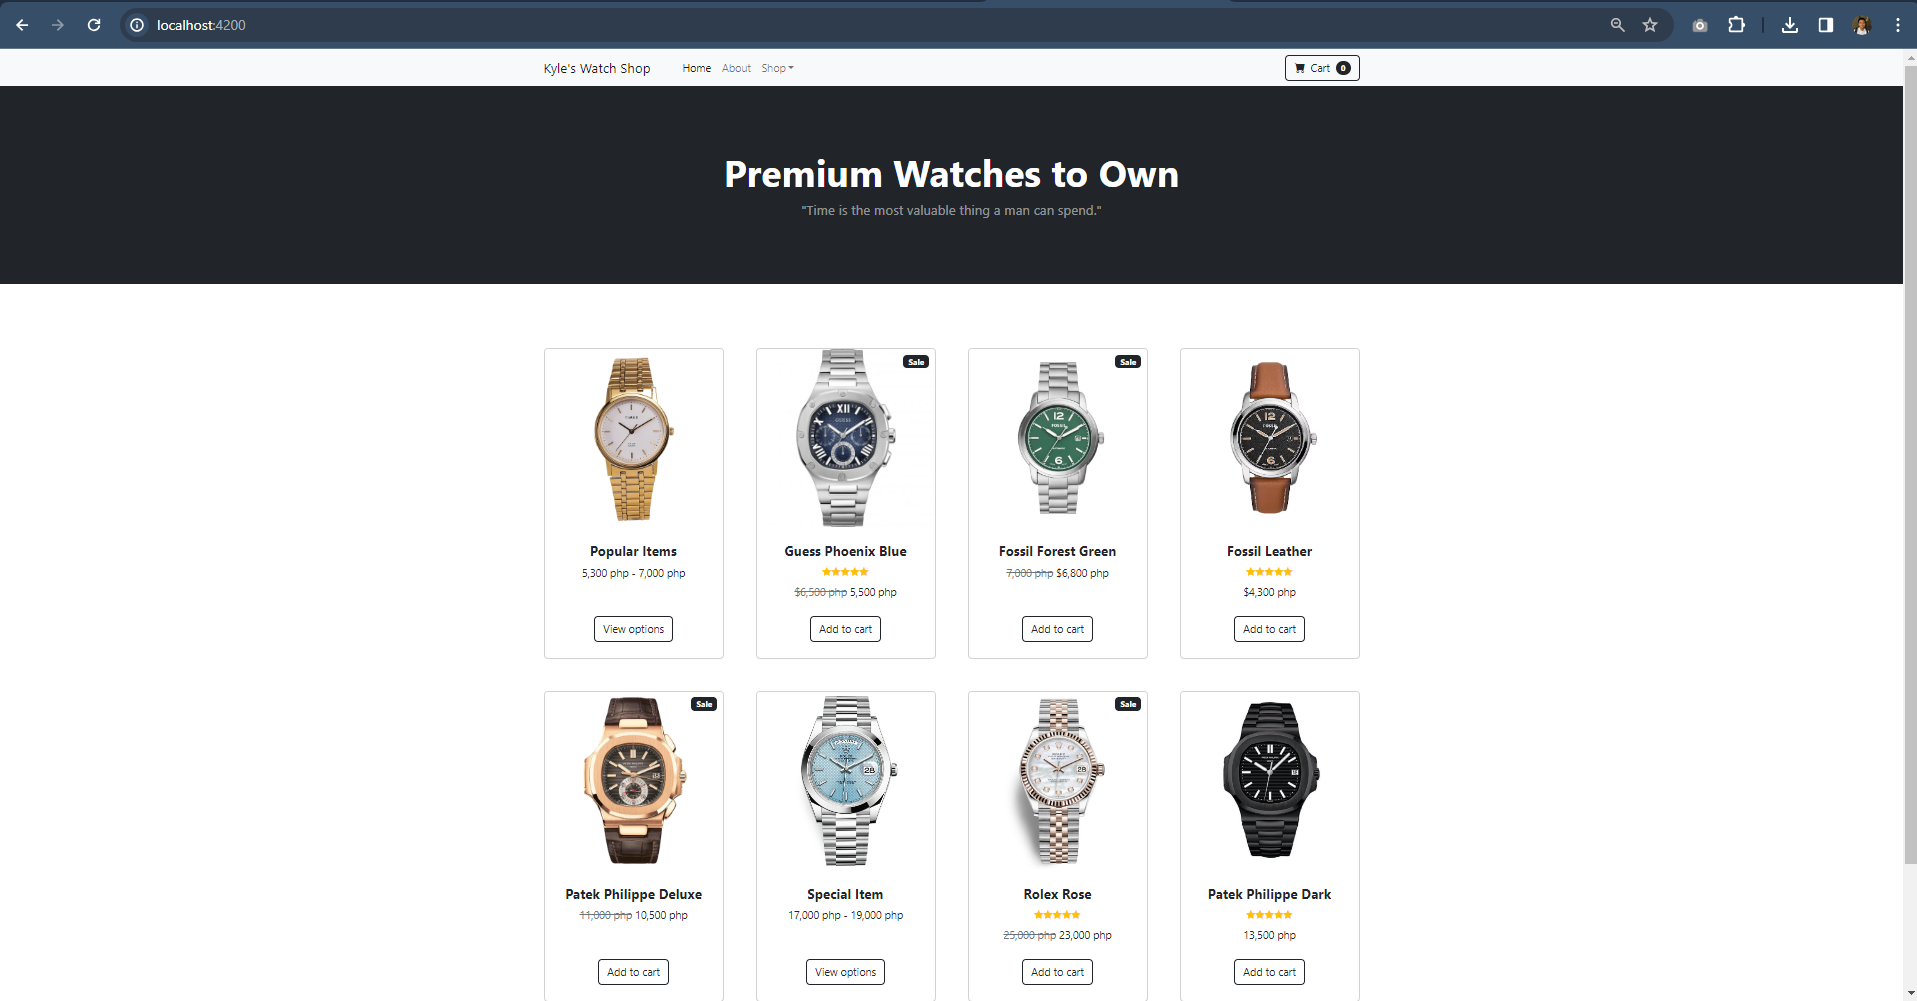 localhost:4200
Kyle's Watch Shop Home About Shop Cart 0
Premium Watches to Own
"Time is the most valuable thing a man can spend."
Sale
Sale
Popular Items
5,300 php - 7,000 php
View options
Guess Phoenix Blue
$6,500 php 5,500 php
Add to cart
Fossil Forest Green
7,000 php $6,800 php
Add to cart
Fossil Leather
$4,300 php
Add to cart
Sale
Sale
Patek Philippe Deluxe
11,000 php 10,500 php
Add to cart
Special Item
17,000 php - 19,000 php
View options
Rolex Rose
25,000 php 23,000 php
Add to cart
Patek Philippe Dark
13,500 php
Add to cart